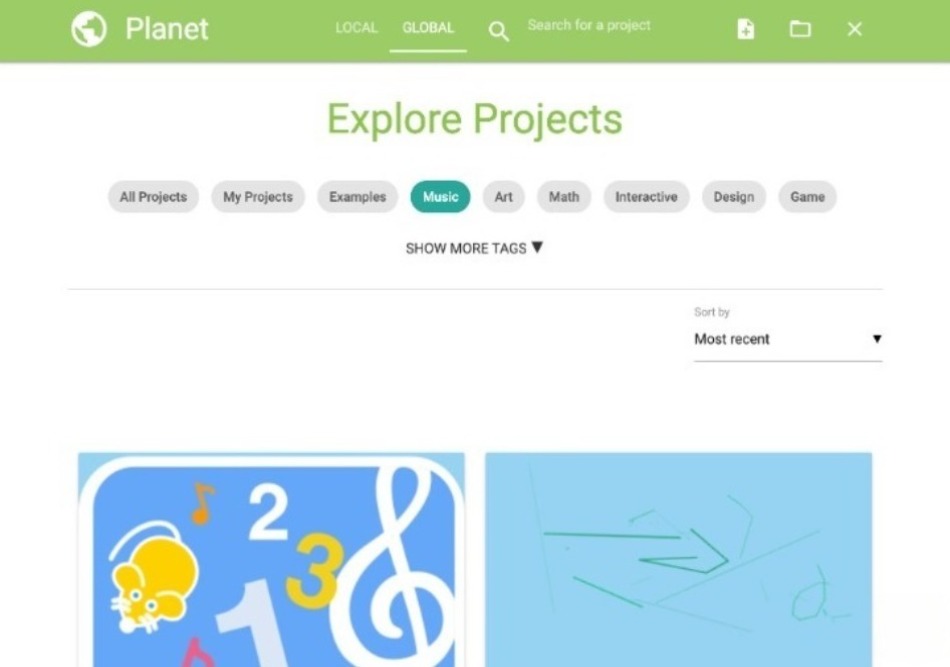 Planet LOCAL GLOBAL Search for a project
Explore Projects
All Projects My Projects Examples Music Art Math Interactive Design Game
SHOW MORE TAGS ▼
Sort by
Most recent ▼
2
3
1